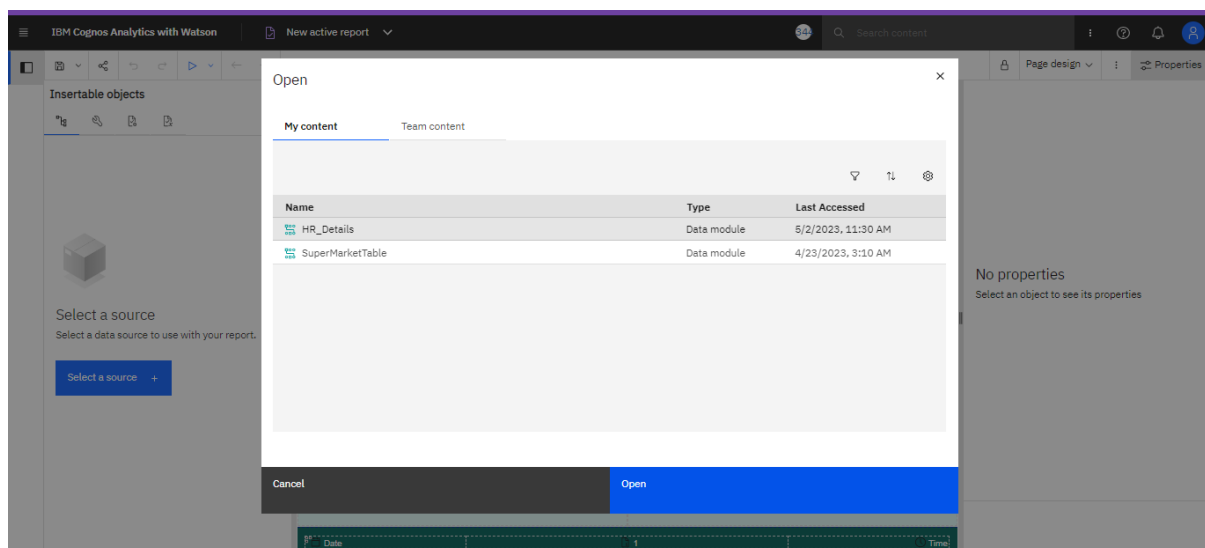 IBM Cognos Analytics with Watson
New active report
Search content
Page design
Properties
Insertable objects
Open
My content
Team content
Name Type Last Accessed
HR_Details Data module 5/2/2023, 11:30 AM
SuperMarketTable Data module 4/23/2023, 3:10 AM
Select a source
Select a data source to use with your report.
Select a source +
No properties
Select an object to see its properties
Cancel
Open
Date 1 Time